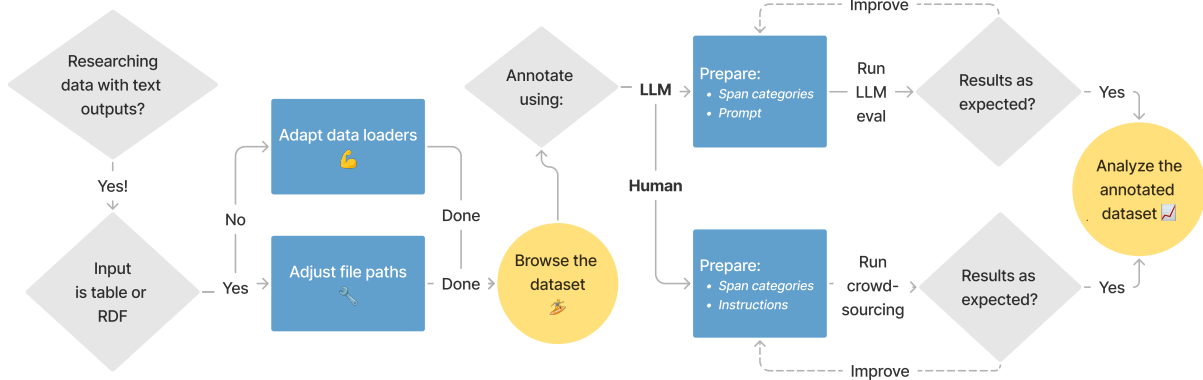 Researching
data with text
outputs?
Yes!
Input
is table or
RDF
No
Yes
Adapt data loaders
💪
Adjust file paths
🔧
Done
Done
Browse the
dataset
🏄
Annotate
using:
LLM
Human
Improve
Prepare:
• Span categories
• Prompt
Run
LLM
eval
Results as
expected?
Yes
Prepare:
• Span categories
• Instructions
Run
crowd-
sourcing
Results as
expected?
Yes
Improve
Analyze the
annotated
dataset 📈